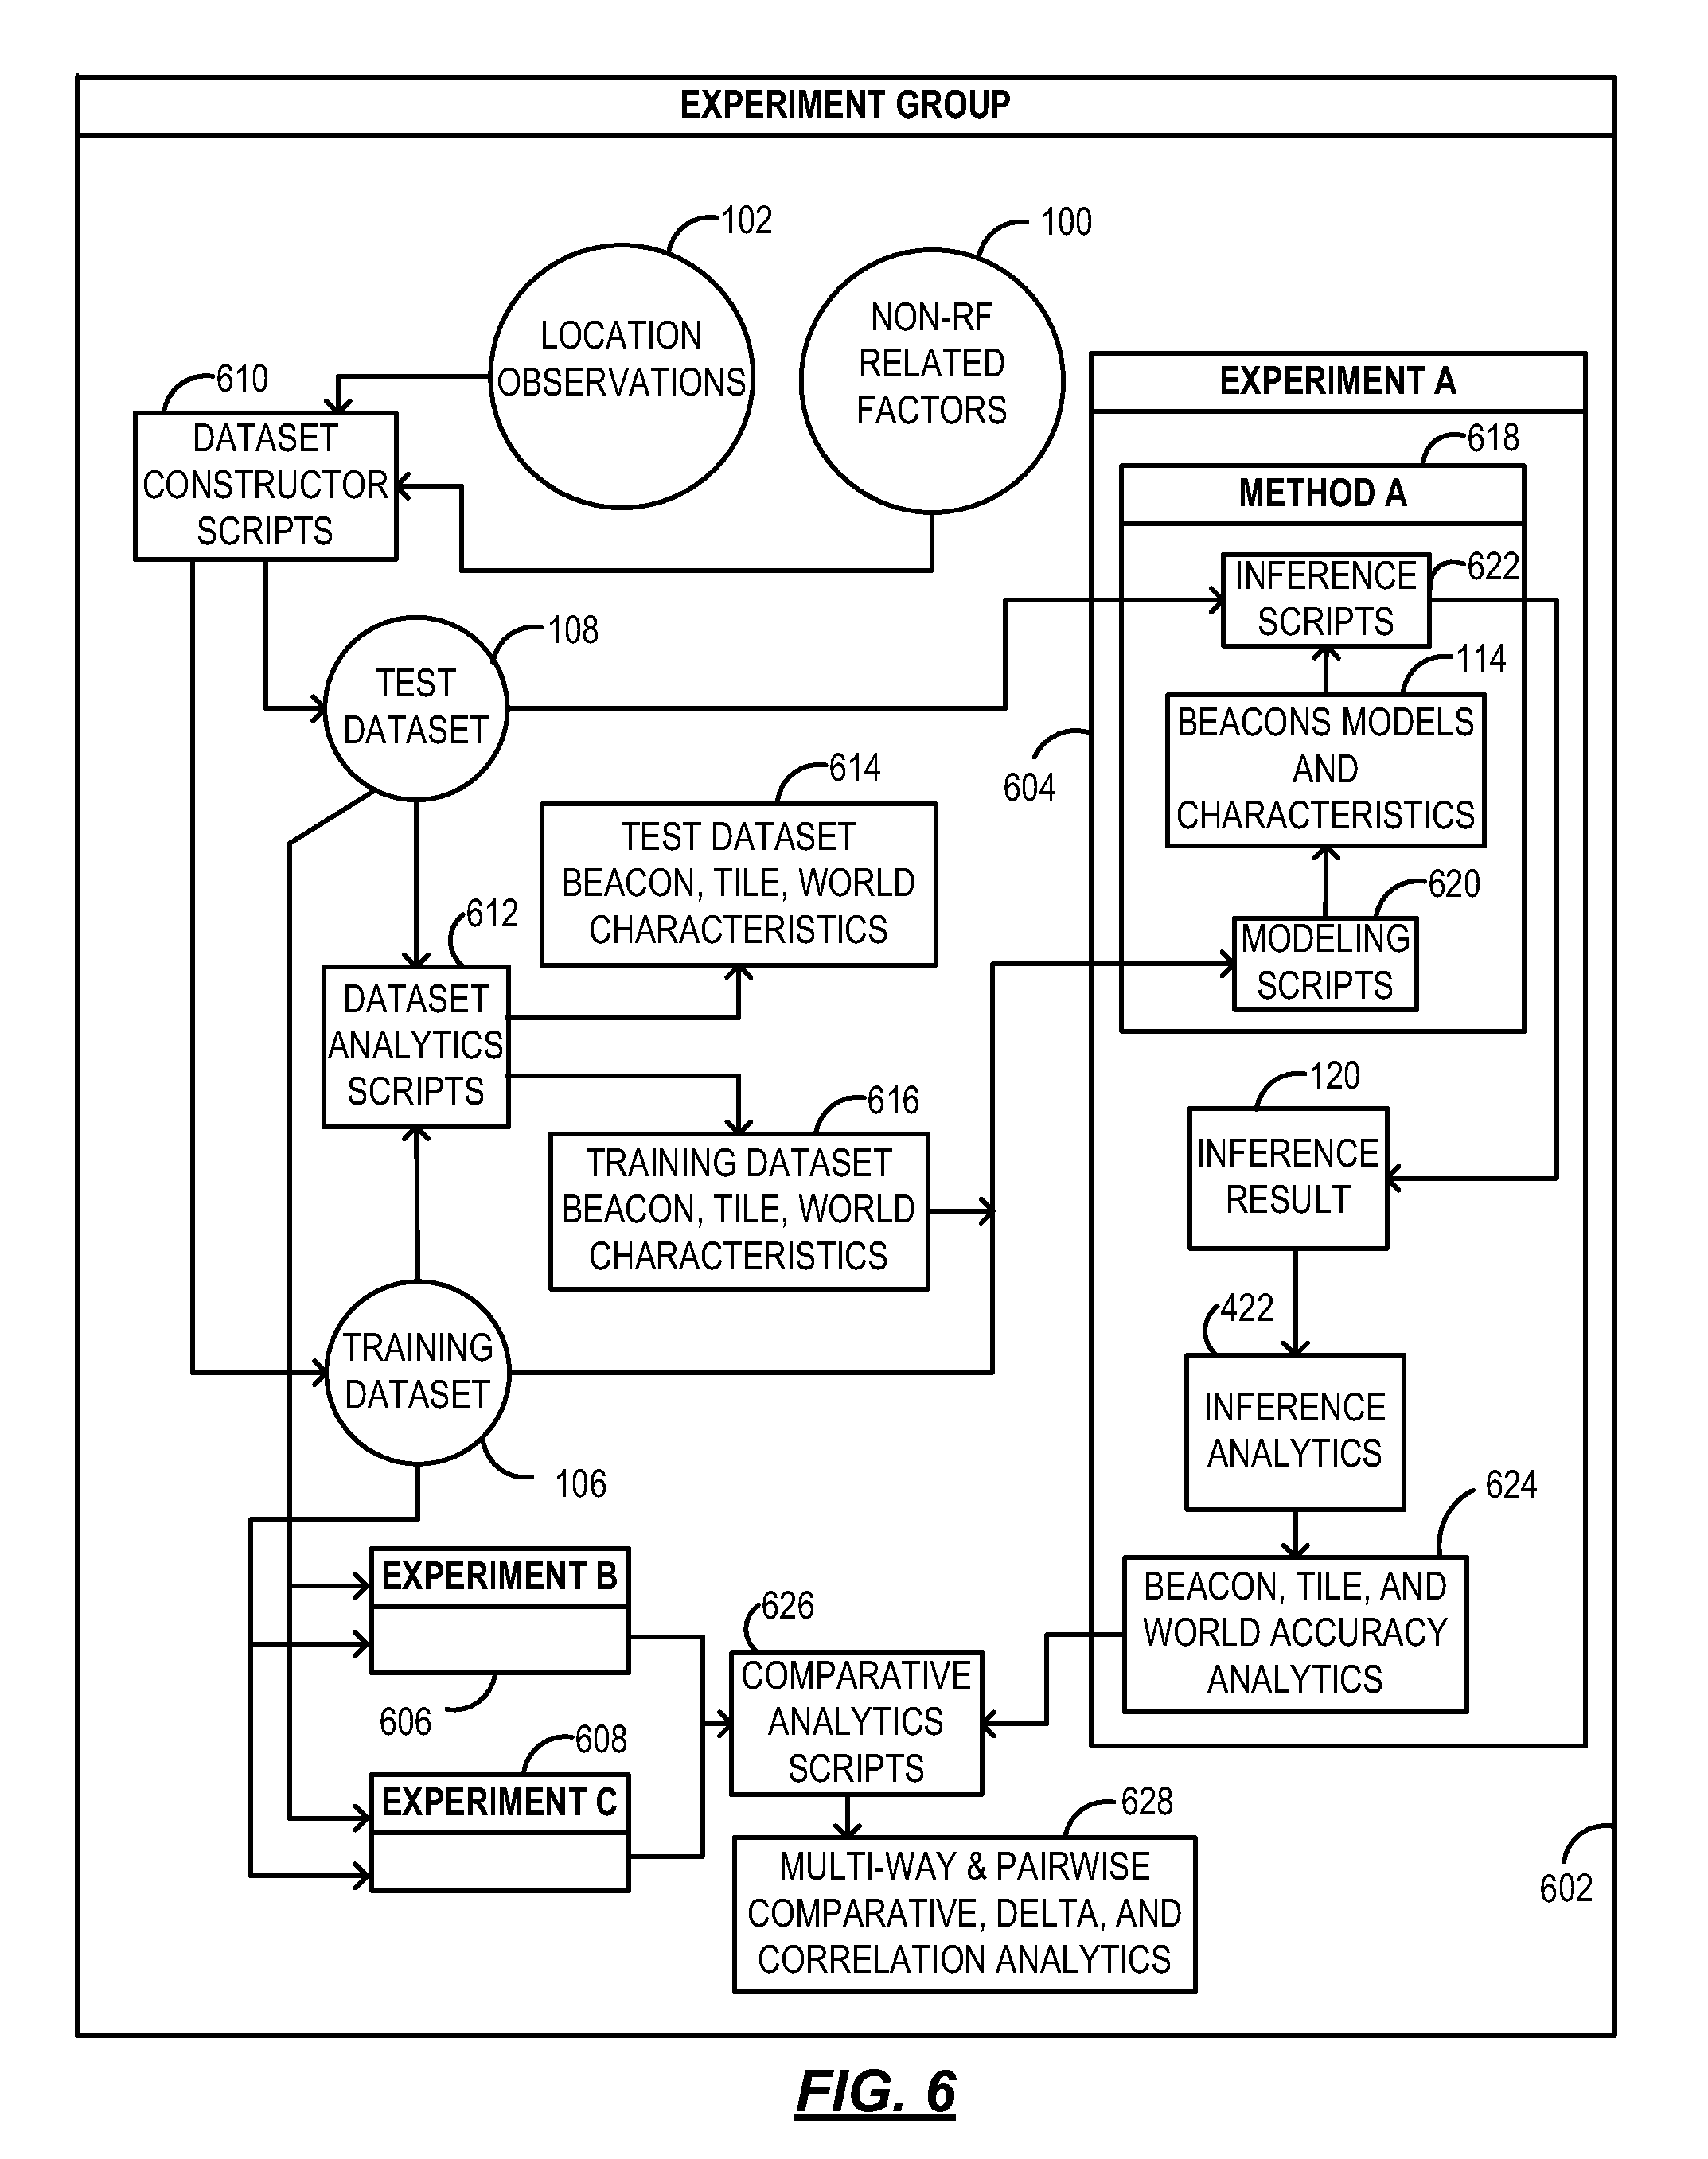 EXPERIMENT GROUP
102
100
LOCATION
OBSERVATIONS
NON-RF
RELATED
FACTORS
610
DATASET
CONSTRUCTOR
SCRIPTS
EXPERIMENT A
618
METHOD A
622
INFERENCE
SCRIPTS
108
TEST
DATASET
114
BEACONS MODELS
AND
CHARACTERISTICS
604
614
TEST DATASET
BEACON, TILE, WORLD
CHARACTERISTICS
620
MODELING
SCRIPTS
612
DATASET
ANALYTICS
SCRIPTS
616
TRAINING DATASET
BEACON, TILE, WORLD
CHARACTERISTICS
120
INFERENCE
RESULT
TRAINING
DATASET
106
422
INFERENCE
ANALYTICS
624
BEACON, TILE, AND
WORLD ACCURACY
ANALYTICS
EXPERIMENT B
606
626
COMPARATIVE
ANALYTICS
SCRIPTS
608
EXPERIMENT C
628
MULTI-WAY & PAIRWISE
COMPARATIVE, DELTA, AND
CORRELATION ANALYTICS
602
FIG. 6